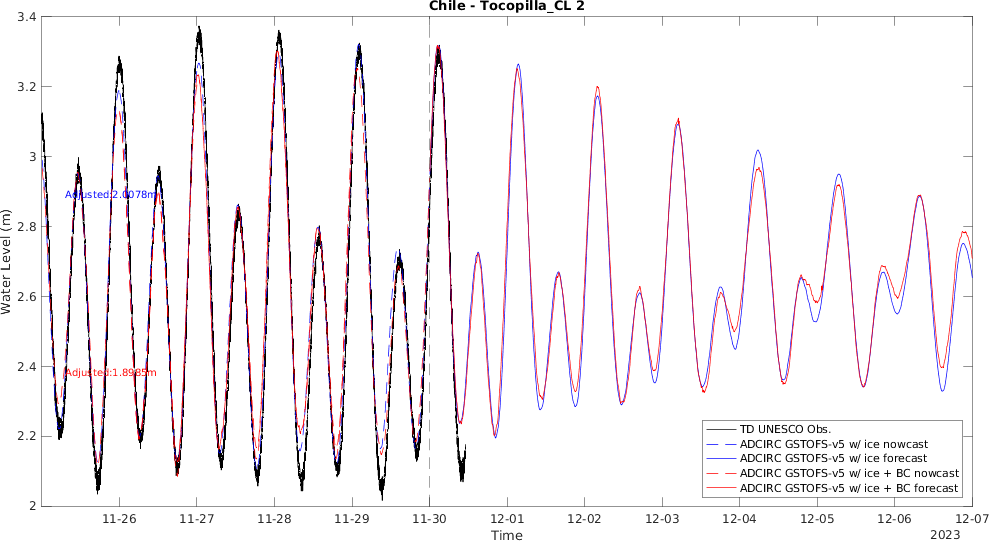 Chile - Tocopilla_CL 2
Water Level (m)
3.4
3.2
3
2.8
2.6
2.4
2.2
2
Adjusted:2.0078m
Adjusted:1.8985m
TD UNESCO Obs.
ADCIRC GSTOFS-v5 w/ ice nowcast
ADCIRC GSTOFS-v5 w/ ice forecast
ADCIRC GSTOFS-v5 w/ ice + BC nowcast
ADCIRC GSTOFS-v5 w/ ice + BC forecast
11-26 11-27 11-28 11-29 11-30 12-01 12-02 12-03 12-04 12-05 12-06 12-07
Time
2023